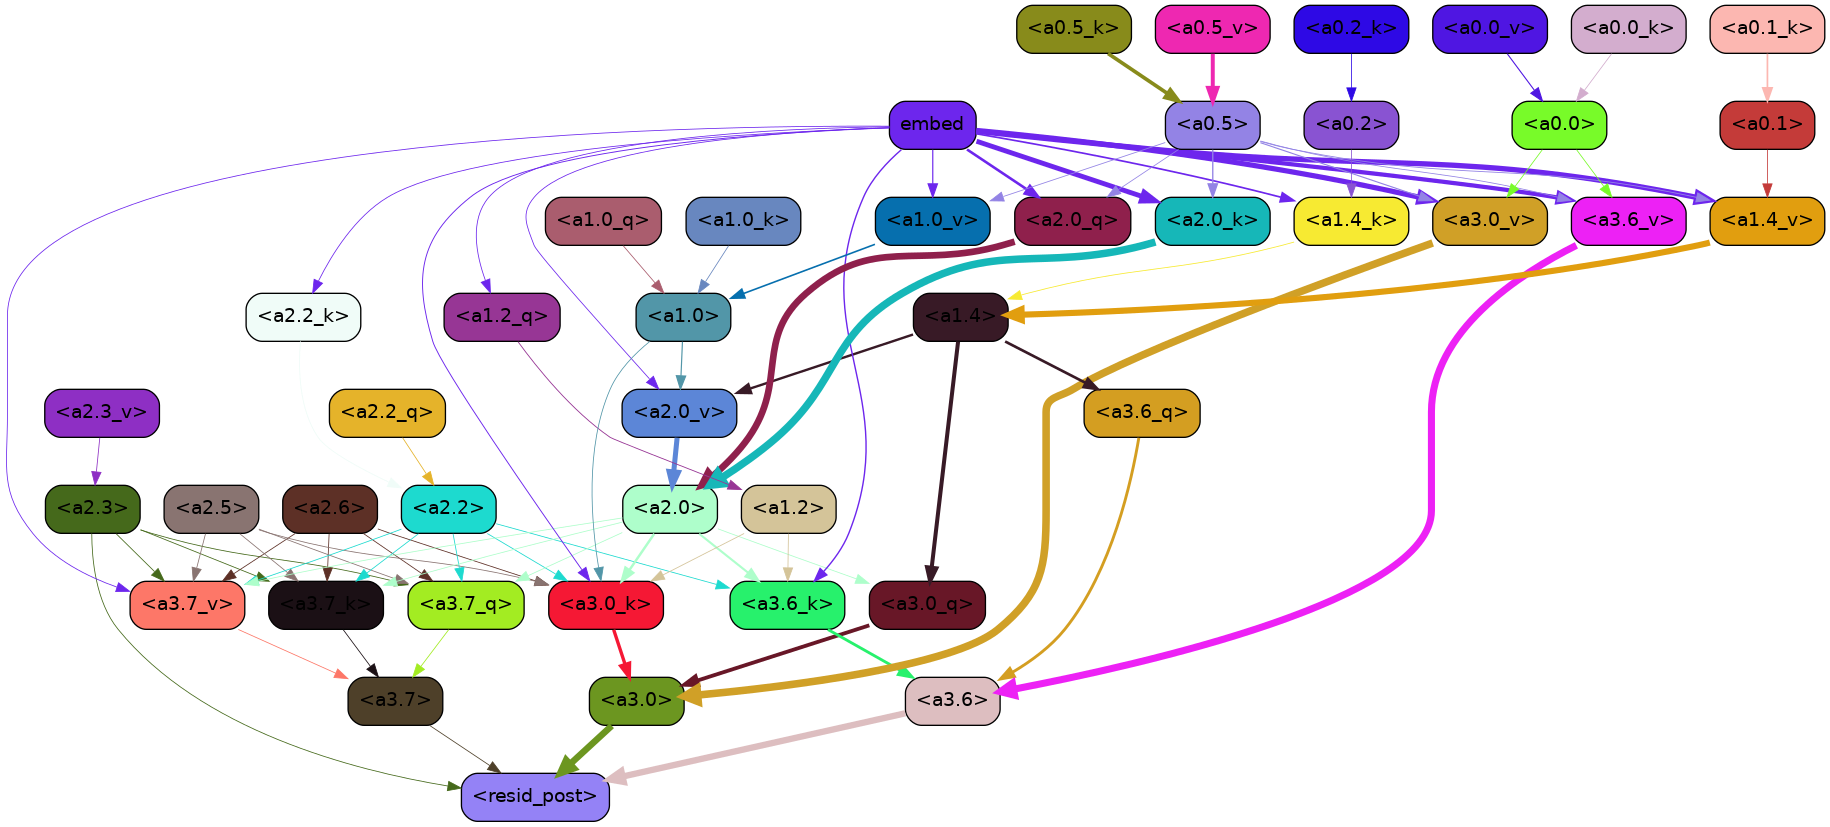 <a0.5_k> <a0.5_v> <a0.2_k> <a0.0_v> <a0.0_k> <a0.1_k>
embed <a0.5> <a0.2> <a0.0> <a0.1>
<a1.0_q> <a1.0_k> <a1.0_v> <a2.0_q> <a2.0_k> <a1.4_k> <a3.0_v> <a3.6_v> <a1.4_v>
<a2.2_k> <a1.2_q> <a1.0> <a1.4>
<a2.3_v> <a2.2_q> <a2.0_v> <a3.6_q>
<a2.3> <a2.5> <a2.6> <a2.2> <a2.0> <a1.2>
<a3.7_v> <a3.7_k> <a3.7_q> <a3.0_k> <a3.6_k> <a3.0_q>
<a3.7> <a3.0> <a3.6>
<resid_post>